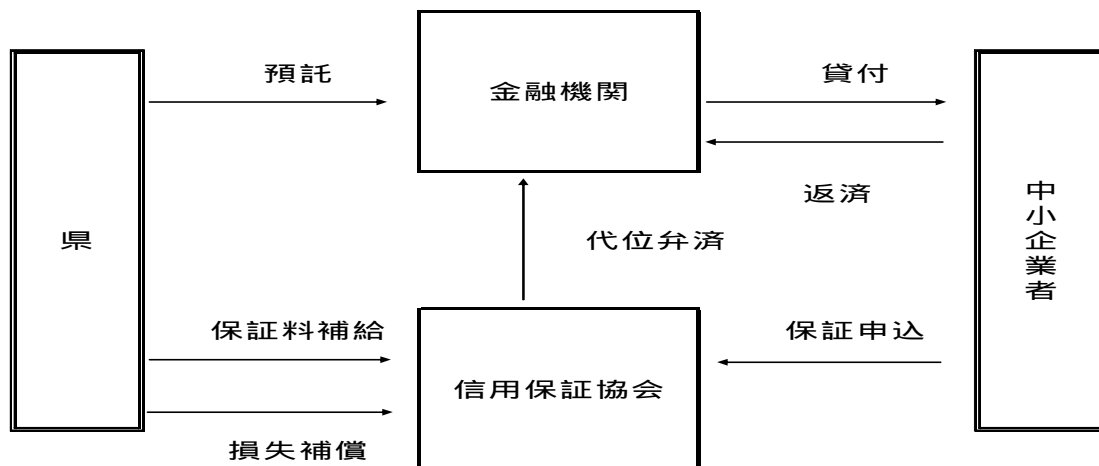 預託
金融機関
貸付
返済
県
中小企業者
代位弁済
保証料補給
保証申込
信用保証協会
損失補償